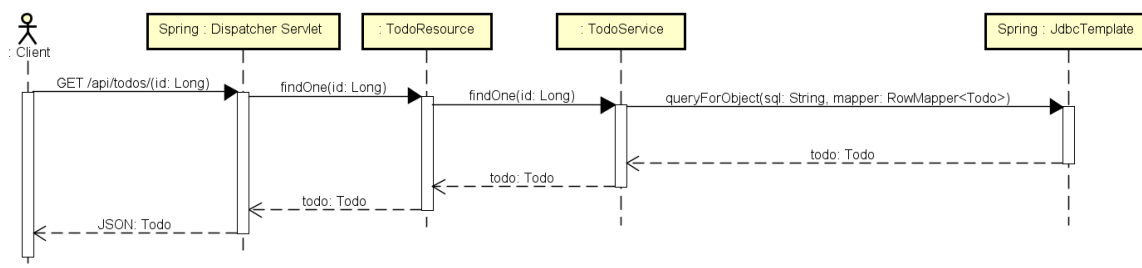 Spring : Dispatcher Servlet
: TodoResource
: TodoService
Spring : JdbcTemplate
: Client
GET /api/todos/(id: Long)
findOne(id: Long)
findOne(id: Long)
queryForObject(sql: String, mapper: RowMapper<Todo>)
todo: Todo
todo: Todo
todo: Todo
JSON: Todo